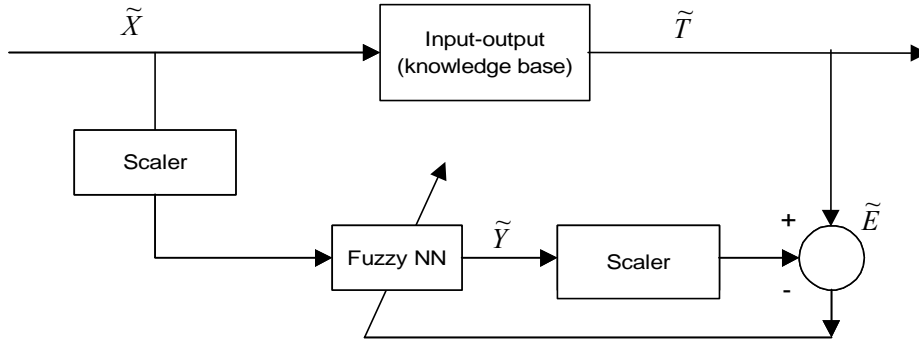 X̃
Input-output
(knowledge base)
T̃
Scaler
Fuzzy NN
Ỹ
Scaler
+
-
Ẽ